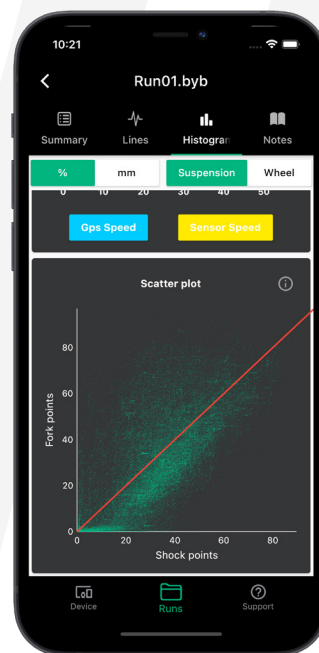 10:21
Run01.byb
Summary Lines Histogram Notes
% mm Suspension Wheel
0 10 20 30 40 50
Gps Speed Sensor Speed
Scatter plot
80
60
40
20
0
Fork points
0 20 40 60 80
Shock points
Device Runs Support